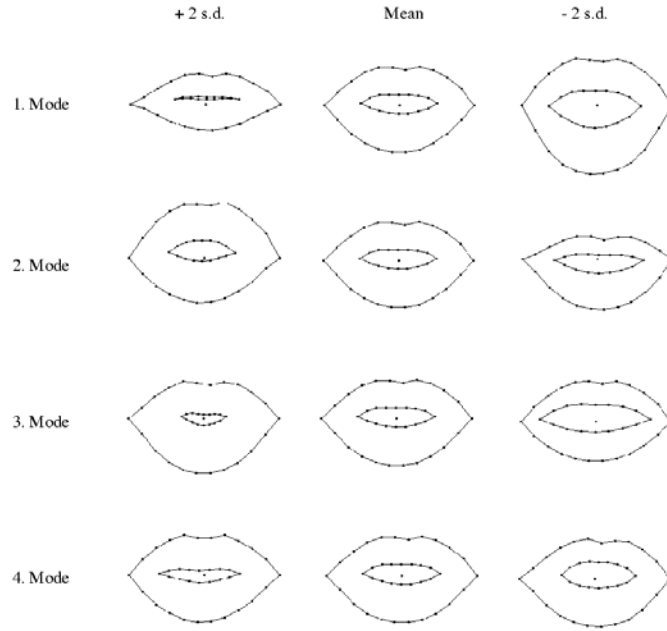 + 2 s.d. Mean - 2 s.d.
1. Mode
2. Mode
3. Mode
4. Mode